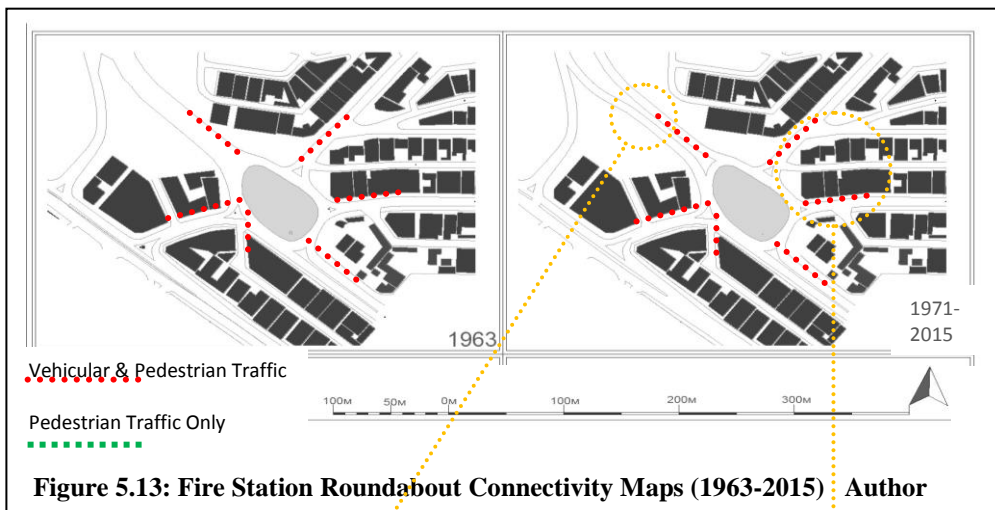 1963
1971-
2015
Vehicular & Pedestrian Traffic
Pedestrian Traffic Only
100M 50M 0M 100M 200M 300M
Figure 5.13: Fire Station Roundabout Connectivity Maps (1963-2015) Author